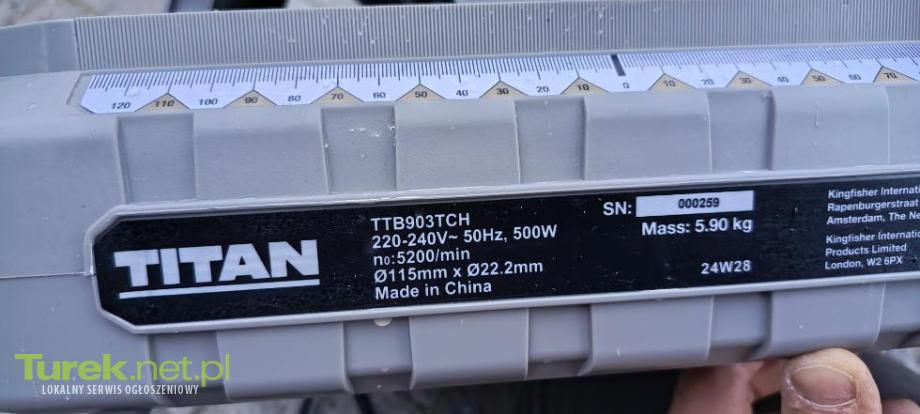 120 110 100 90 80 70 60 50 40 30 20 10 0 10 20 30 40 50 60 70
TITAN
TTB903TCH
220-240V~ 50Hz, 500W
n₀:5200/min
Ø115mm x Ø22.2mm
Made in China
SN: 000259
Mass: 5.90 kg
24W28
Kingfisher Internati
Rapenburgerstraat
Amsterdam, The Ne
Kingfisher Internatio
Products Limited
London, W2 6PX
Turek.net.pl
LOKALNY SERWIS OGŁOSZENIOWY